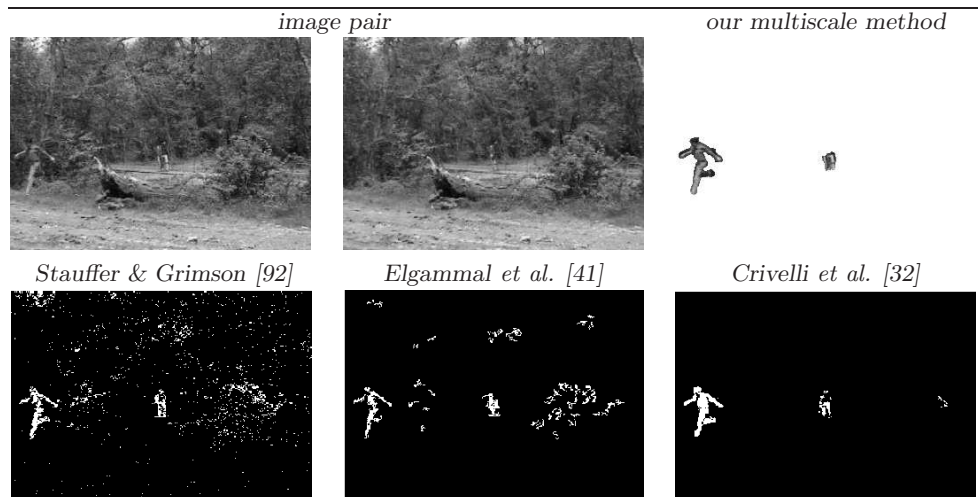 image pair
our multiscale method
Stauffer & Grimson [92]
Elgammal et al. [41]
Crivelli et al. [32]